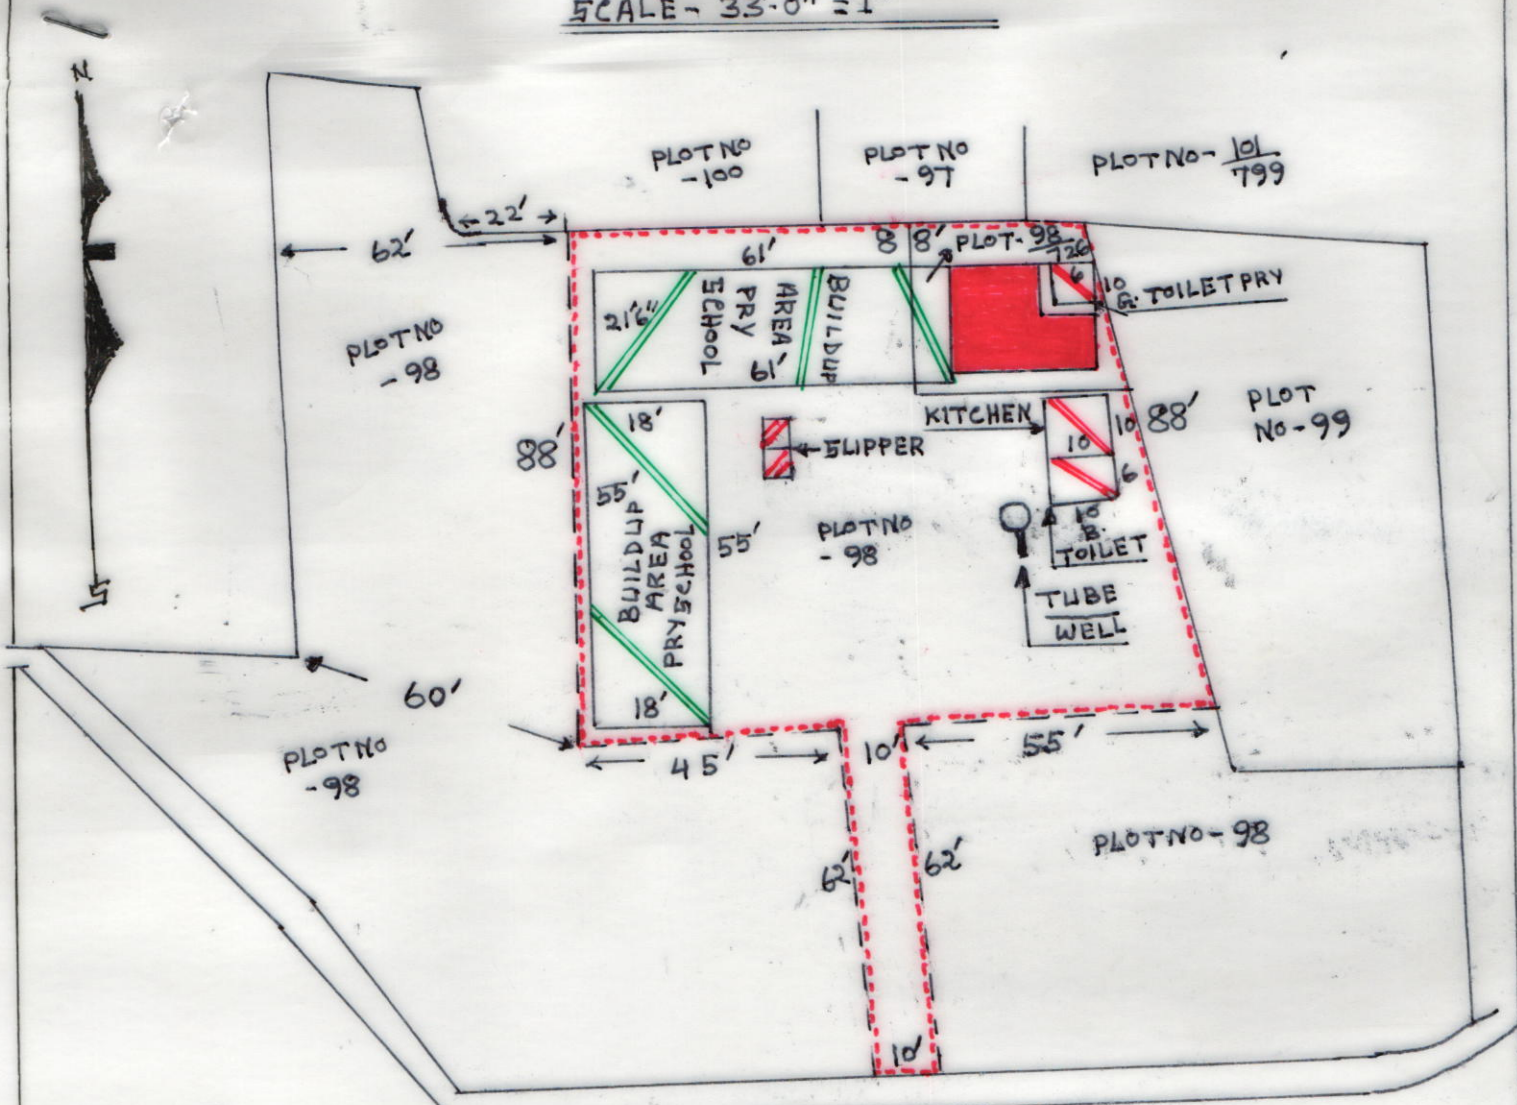 SCALE - 33'-0" = 1"
N
PLOT NO
-100
PLOT NO
-97
PLOT NO- 101/799
22'
62'
61'
8
8'
PLOT- 98/726
6
10
G. TOILET PRY
21'6"
BUILDUP
AREA
PRY
SCHOOL
61'
PLOT NO
-98
18'
KITCHEN
10
10
88'
PLOT
NO-99
88'
SLIPPER
6
55'
BUILDUP
AREA
PRY SCHOOL
55'
PLOT NO
-98
10
B.
TOILET
TUBE
WELL
S
60'
18'
PLOT NO
-98
45'
10'
55'
62'
62'
PLOT NO-98
10'